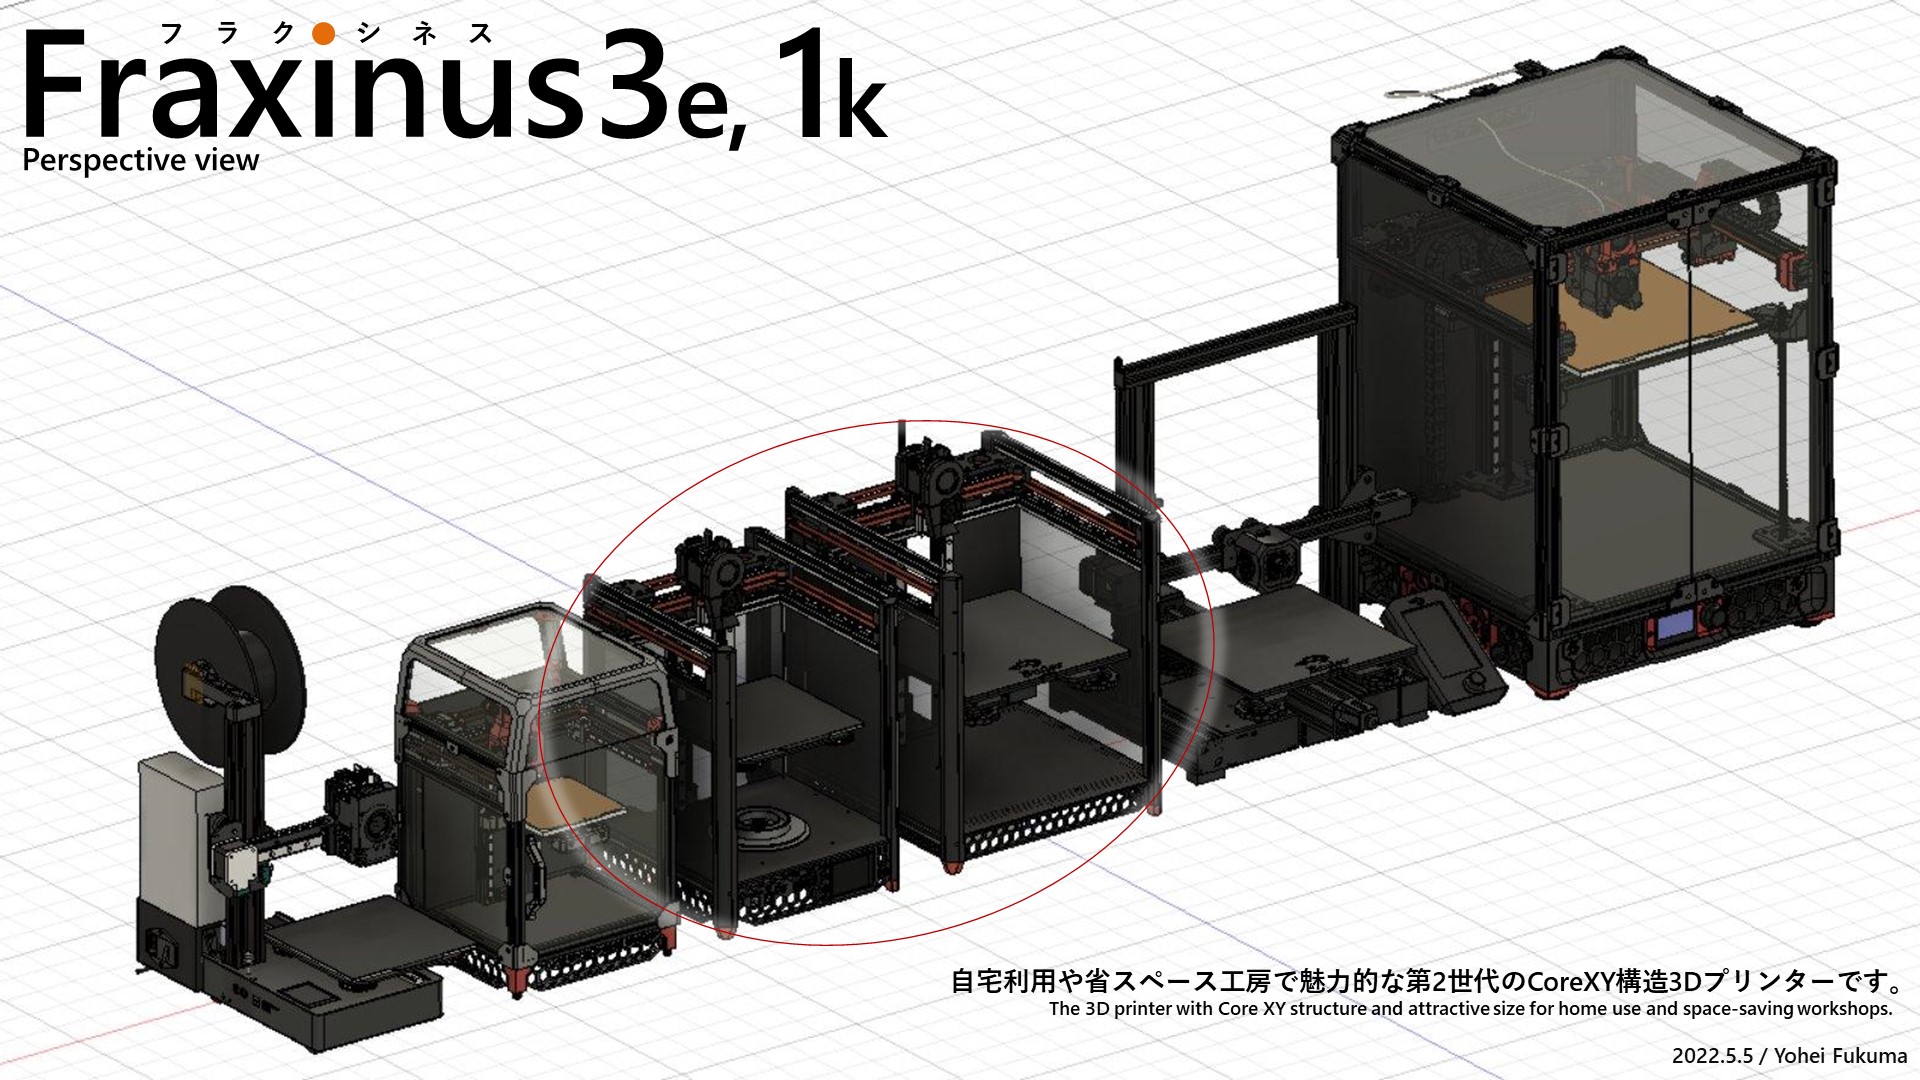 フラク●シネス
Fraxinus 3e, 1k
Perspective view
自宅利用や省スペース工房で魅力的な第2世代のCoreXY構造3Dプリンターです。
The 3D printer with Core XY structure and attractive size for home use and space-saving workshops.
2022.5.5 / Yohei Fukuma